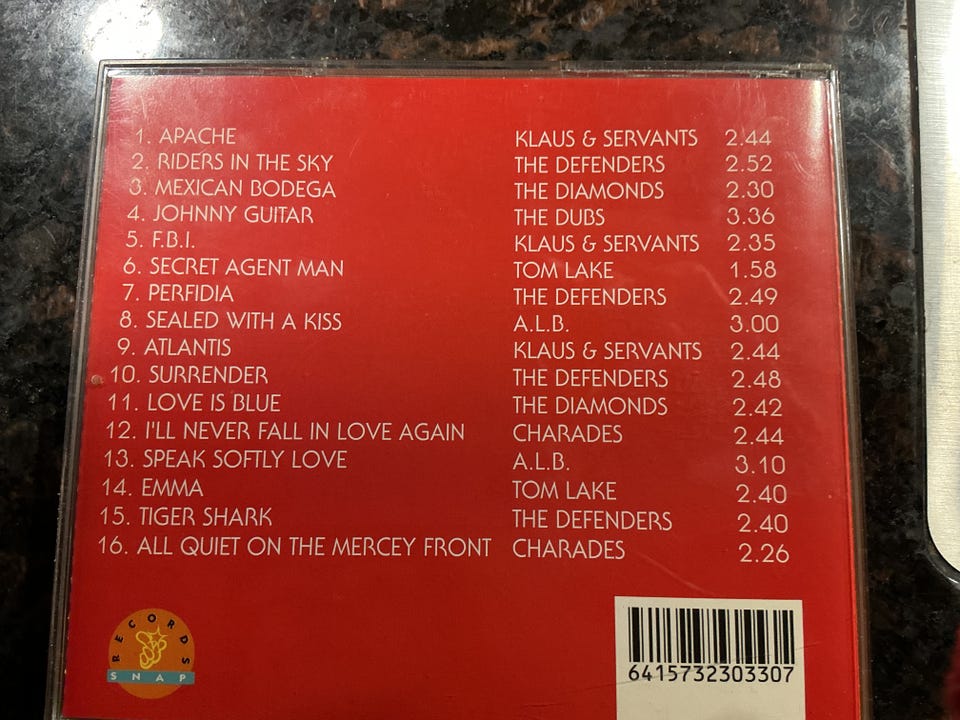 1. APACHE KLAUS & SERVANTS 2.44
2. RIDERS IN THE SKY THE DEFENDERS 2.52
3. MEXICAN BODEGA THE DIAMONDS 2.30
4. JOHNNY GUITAR THE DUBS 3.36
5. F.B.I. KLAUS & SERVANTS 2.35
6. SECRET AGENT MAN TOM LAKE 1.58
7. PERFIDIA THE DEFENDERS 2.49
8. SEALED WITH A KISS A.L.B. 3.00
9. ATLANTIS KLAUS & SERVANTS 2.44
10. SURRENDER THE DEFENDERS 2.48
11. LOVE IS BLUE THE DIAMONDS 2.42
12. I'LL NEVER FALL IN LOVE AGAIN CHARADES 2.44
13. SPEAK SOFTLY LOVE A.L.B. 3.10
14. EMMA TOM LAKE 2.40
15. TIGER SHARK THE DEFENDERS 2.40
16. ALL QUIET ON THE MERCEY FRONT CHARADES 2.26
RECORDS
SNAP
6415732303307